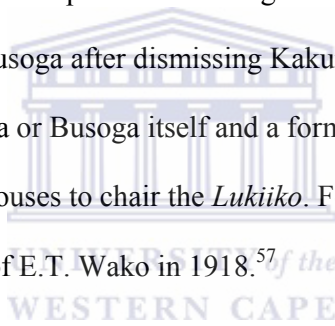 usoga after dismissing Kaku
a or Busoga itself and a form
ouses to chair the Lukiiko. F
UNIVERSITY of the
f E.T. Wako in 1918.57
WESTERN CAPE